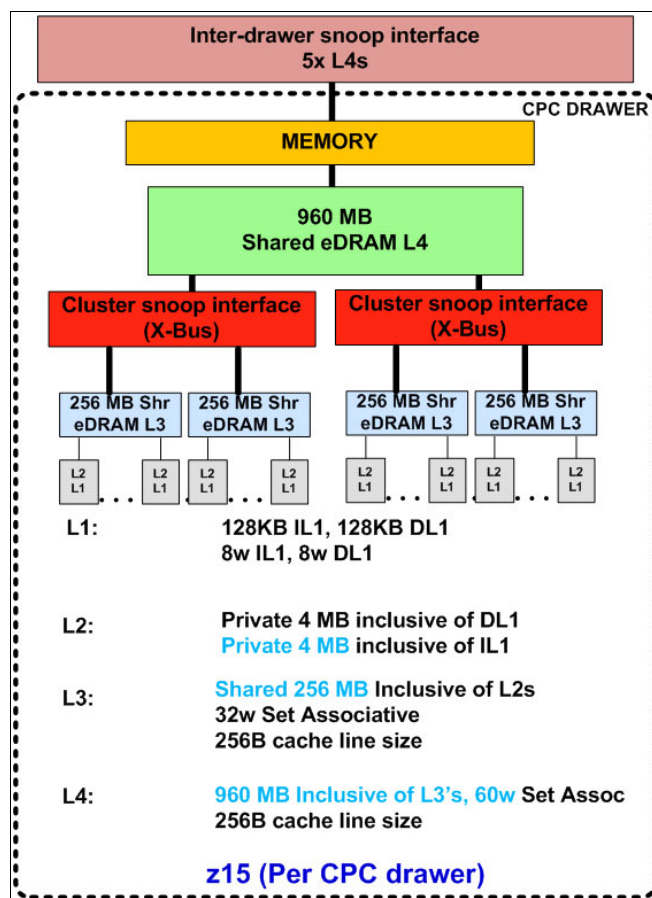 Inter-drawer snoop interface
5x L4s
CPC DRAWER
MEMORY
960 MB
Shared eDRAM L4
Cluster snoop interface
(X-Bus)
Cluster snoop interface
(X-Bus)
256 MB Shr
eDRAM L3
256 MB Shr
eDRAM L3
256 MB Shr
eDRAM L3
256 MB Shr
eDRAM L3
L2
L1
. . .
L2
L1
.
L2
L1
. . .
L2
L1
L2
L1
. . .
L2
L1
.
L2
L1
. . .
L2
L1
L1: 128KB IL1, 128KB DL1
8w IL1, 8w DL1
L2: Private 4 MB inclusive of DL1
Private 4 MB inclusive of IL1
L3: Shared 256 MB Inclusive of L2s
32w Set Associative
256B cache line size
L4: 960 MB Inclusive of L3's, 60w Set Assoc
256B cache line size
z15 (Per CPC drawer)